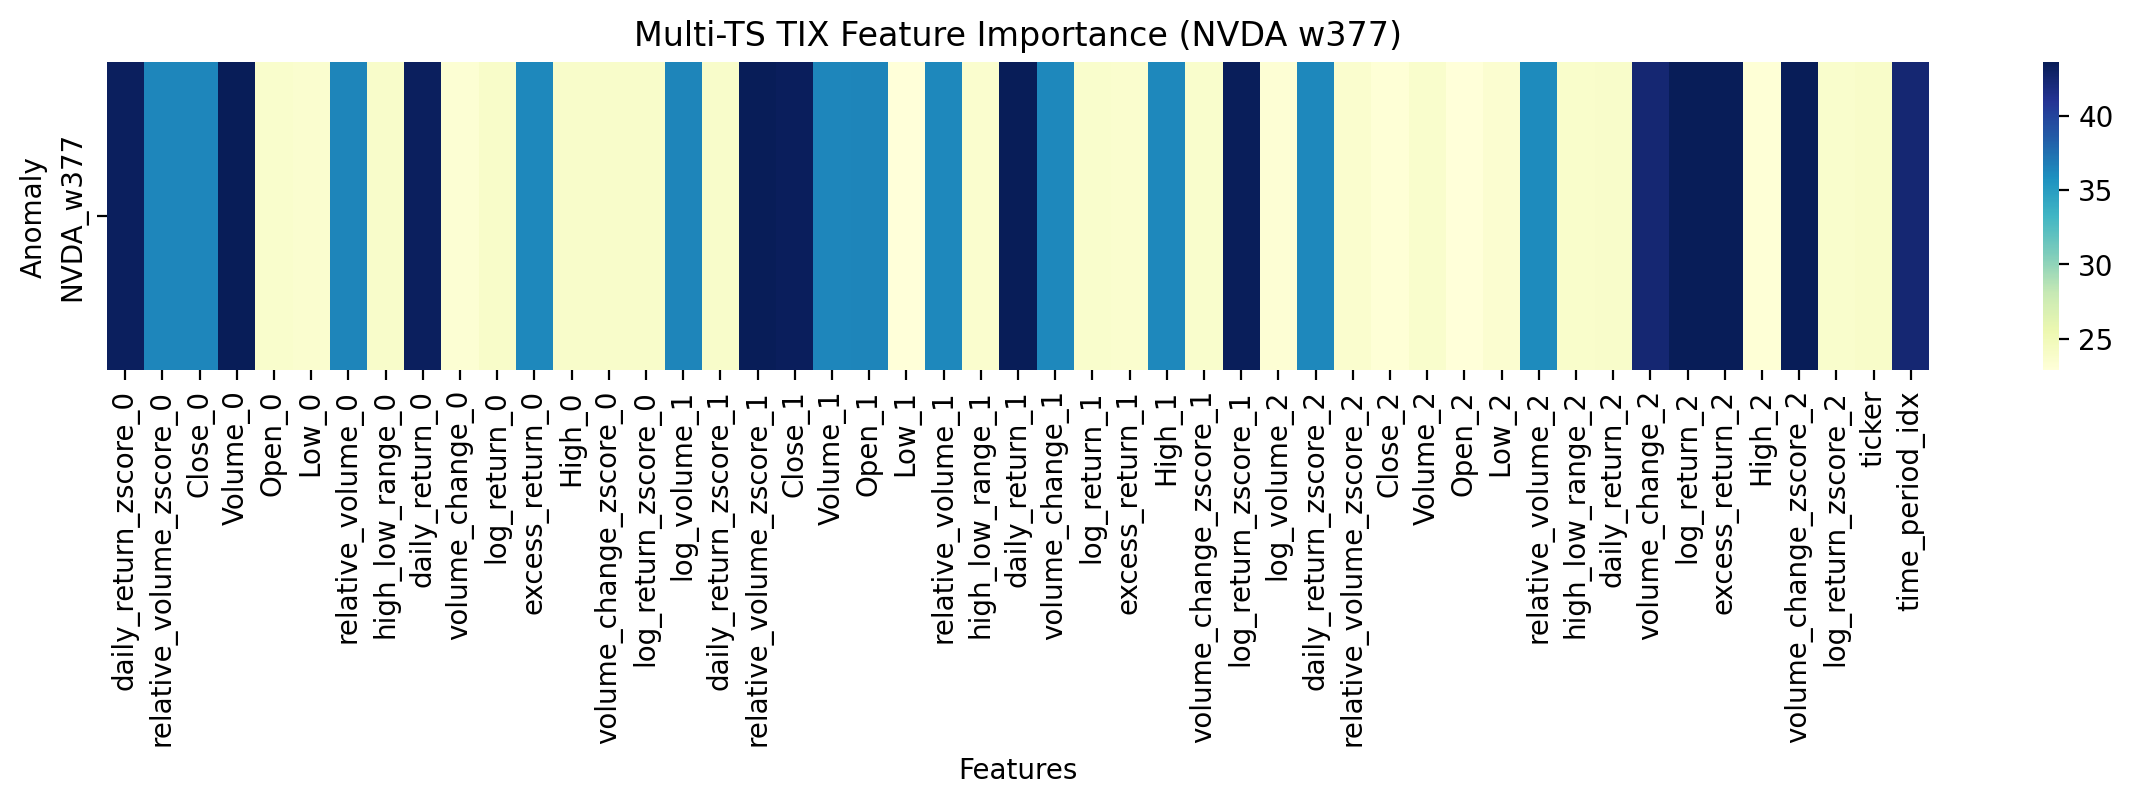 Multi-TS TIX Feature Importance (NVDA w377)
Anomaly
NVDA_w377
40
35
30
25
daily_return_zscore_0
relative_volume_zscore_0
Close_0
Volume_0
Open_0
Low_0
relative_volume_0
high_low_range_0
daily_return_0
volume_change_0
log_return_0
excess_return_0
High_0
volume_change_zscore_0
log_return_zscore_0
log_volume_1
daily_return_zscore_1
relative_volume_zscore_1
Close_1
Volume_1
Open_1
Low_1
relative_volume_1
high_low_range_1
daily_return_1
volume_change_1
log_return_1
excess_return_1
High_1
volume_change_zscore_1
log_return_zscore_1
log_volume_2
daily_return_zscore_2
relative_volume_zscore_2
Close_2
Volume_2
Open_2
Low_2
relative_volume_2
high_low_range_2
daily_return_2
volume_change_2
log_return_2
excess_return_2
High_2
volume_change_zscore_2
log_return_zscore_2
ticker
time_period_idx
Features